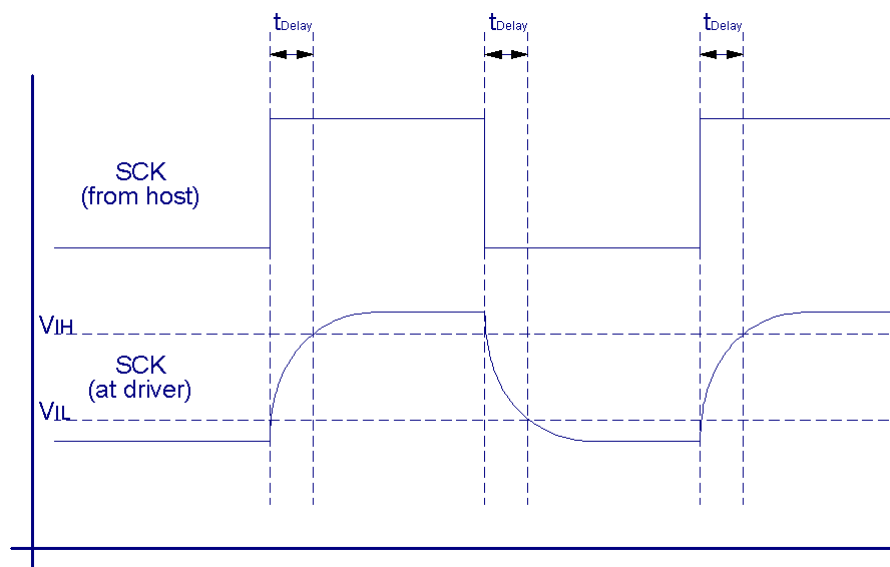 tDelay
tDelay
tDelay
SCK
(from host)
VIH
SCK
(at driver)
VIL